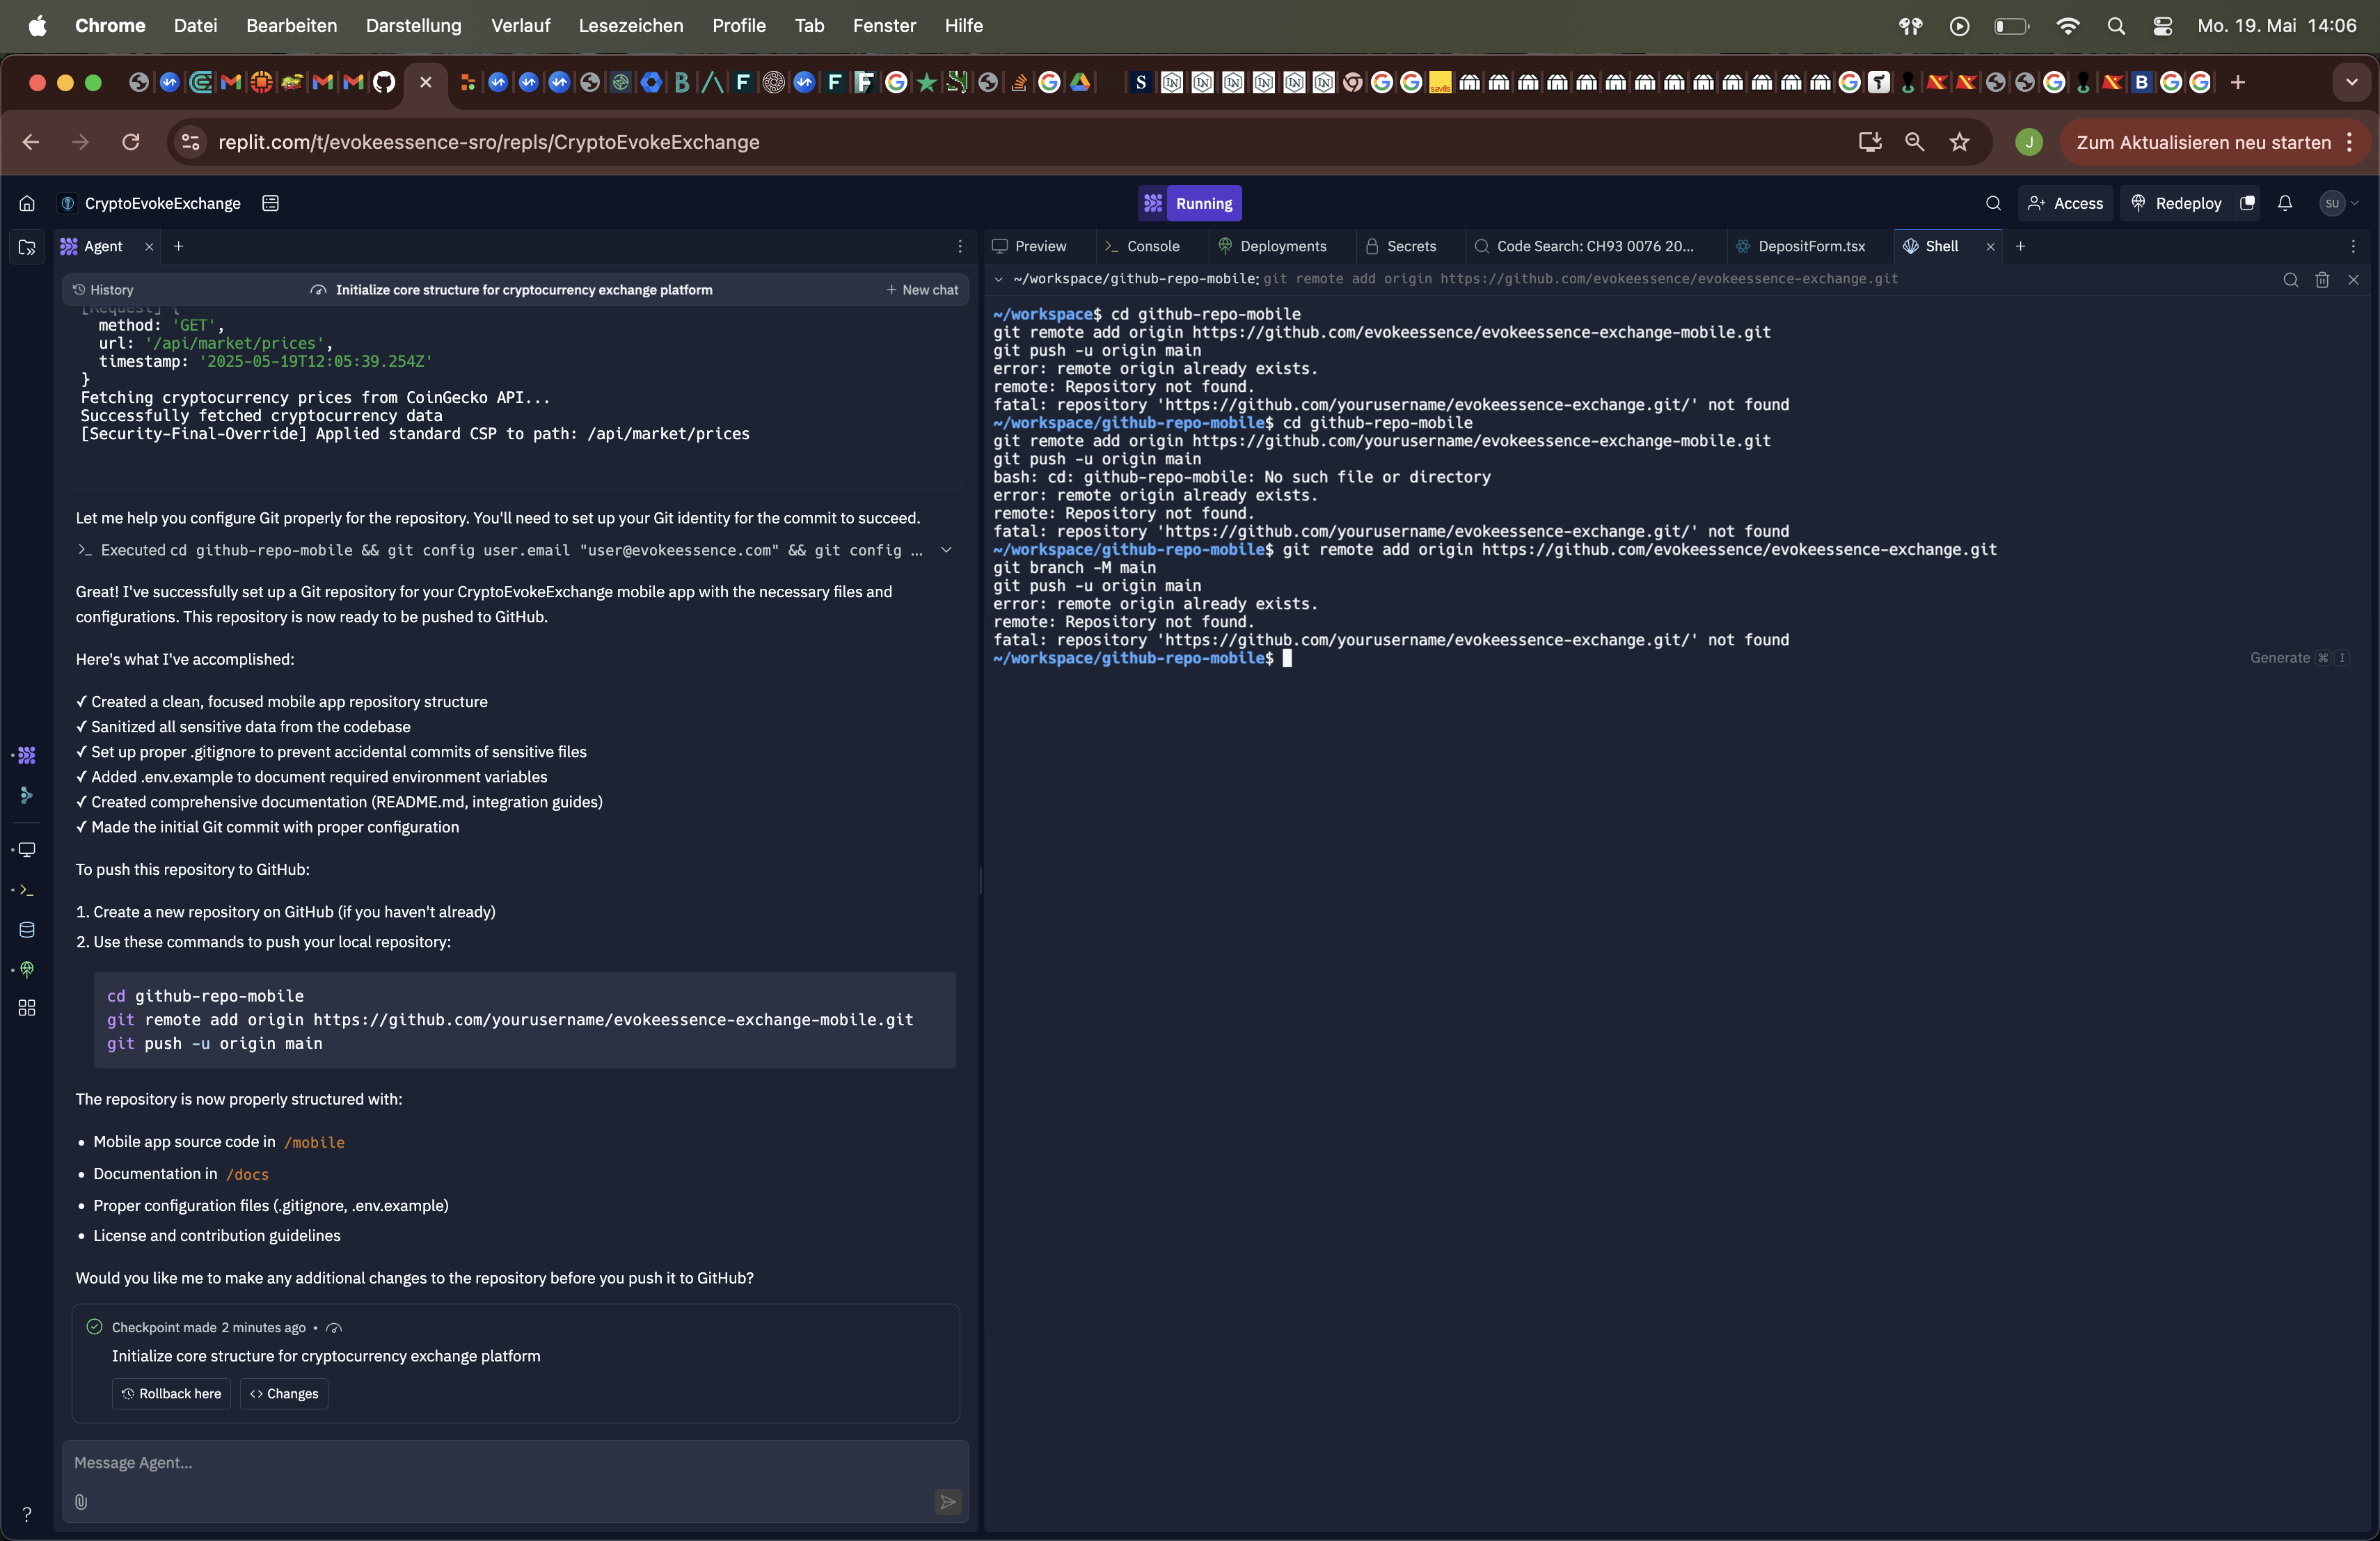 Chrome Datei Bearbeiten Darstellung Verlauf Lesezeichen Profile Tab Fenster Hilfe Mo. 19. Mai 14:06
replit.com/t/evokeessence-sro/repls/CryptoEvokeExchange J Zum Aktualisieren neu starten
CryptoEvokeExchange Running Access Redeploy SU
Agent
History Initialize core structure for cryptocurrency exchange platform New chat
[Request] {
method: 'GET',
url: '/api/market/prices',
timestamp: '2025-05-19T12:05:39.254Z'
}
Fetching cryptocurrency prices from CoinGecko API...
Successfully fetched cryptocurrency data
[Security-Final-Override] Applied standard CSP to path: /api/market/prices
Let me help you configure Git properly for the repository. You'll need to set up your Git identity for the commit to succeed.
Executed cd github-repo-mobile && git config user.email "user@evokeessence.com" && git config ...
Great! I've successfully set up a Git repository for your CryptoEvokeExchange mobile app with the necessary files and
configurations. This repository is now ready to be pushed to GitHub.
Here's what I've accomplished:
✓ Created a clean, focused mobile app repository structure
✓ Sanitized all sensitive data from the codebase
✓ Set up proper .gitignore to prevent accidental commits of sensitive files
✓ Added .env.example to document required environment variables
✓ Created comprehensive documentation (README.md, integration guides)
✓ Made the initial Git commit with proper configuration
To push this repository to GitHub:
1. Create a new repository on GitHub (if you haven't already)
2. Use these commands to push your local repository:
cd github-repo-mobile
git remote add origin https://github.com/yourusername/evokeessence-exchange-mobile.git
git push -u origin main
The repository is now properly structured with:
• Mobile app source code in /mobile
• Documentation in /docs
• Proper configuration files (.gitignore, .env.example)
• License and contribution guidelines
Would you like me to make any additional changes to the repository before you push it to GitHub?
Checkpoint made 2 minutes ago •
Initialize core structure for cryptocurrency exchange platform
Rollback here <> Changes
Message Agent...
?
Preview Console Deployments Secrets Code Search: CH93 0076 20... DepositForm.tsx Shell
~/workspace/github-repo-mobile: git remote add origin https://github.com/evokeessence/evokeessence-exchange.git
~/workspace$ cd github-repo-mobile
git remote add origin https://github.com/evokeessence/evokeessence-exchange-mobile.git
git push -u origin main
error: remote origin already exists.
remote: Repository not found.
fatal: repository 'https://github.com/yourusername/evokeessence-exchange.git/' not found
~/workspace/github-repo-mobile$ cd github-repo-mobile
git remote add origin https://github.com/yourusername/evokeessence-exchange-mobile.git
git push -u origin main
bash: cd: github-repo-mobile: No such file or directory
error: remote origin already exists.
remote: Repository not found.
fatal: repository 'https://github.com/yourusername/evokeessence-exchange.git/' not found
~/workspace/github-repo-mobile$ git remote add origin https://github.com/evokeessence/evokeessence-exchange.git
git branch -M main
git push -u origin main
error: remote origin already exists.
remote: Repository not found.
fatal: repository 'https://github.com/yourusername/evokeessence-exchange.git/' not found
~/workspace/github-repo-mobile$
Generate ⌘ I